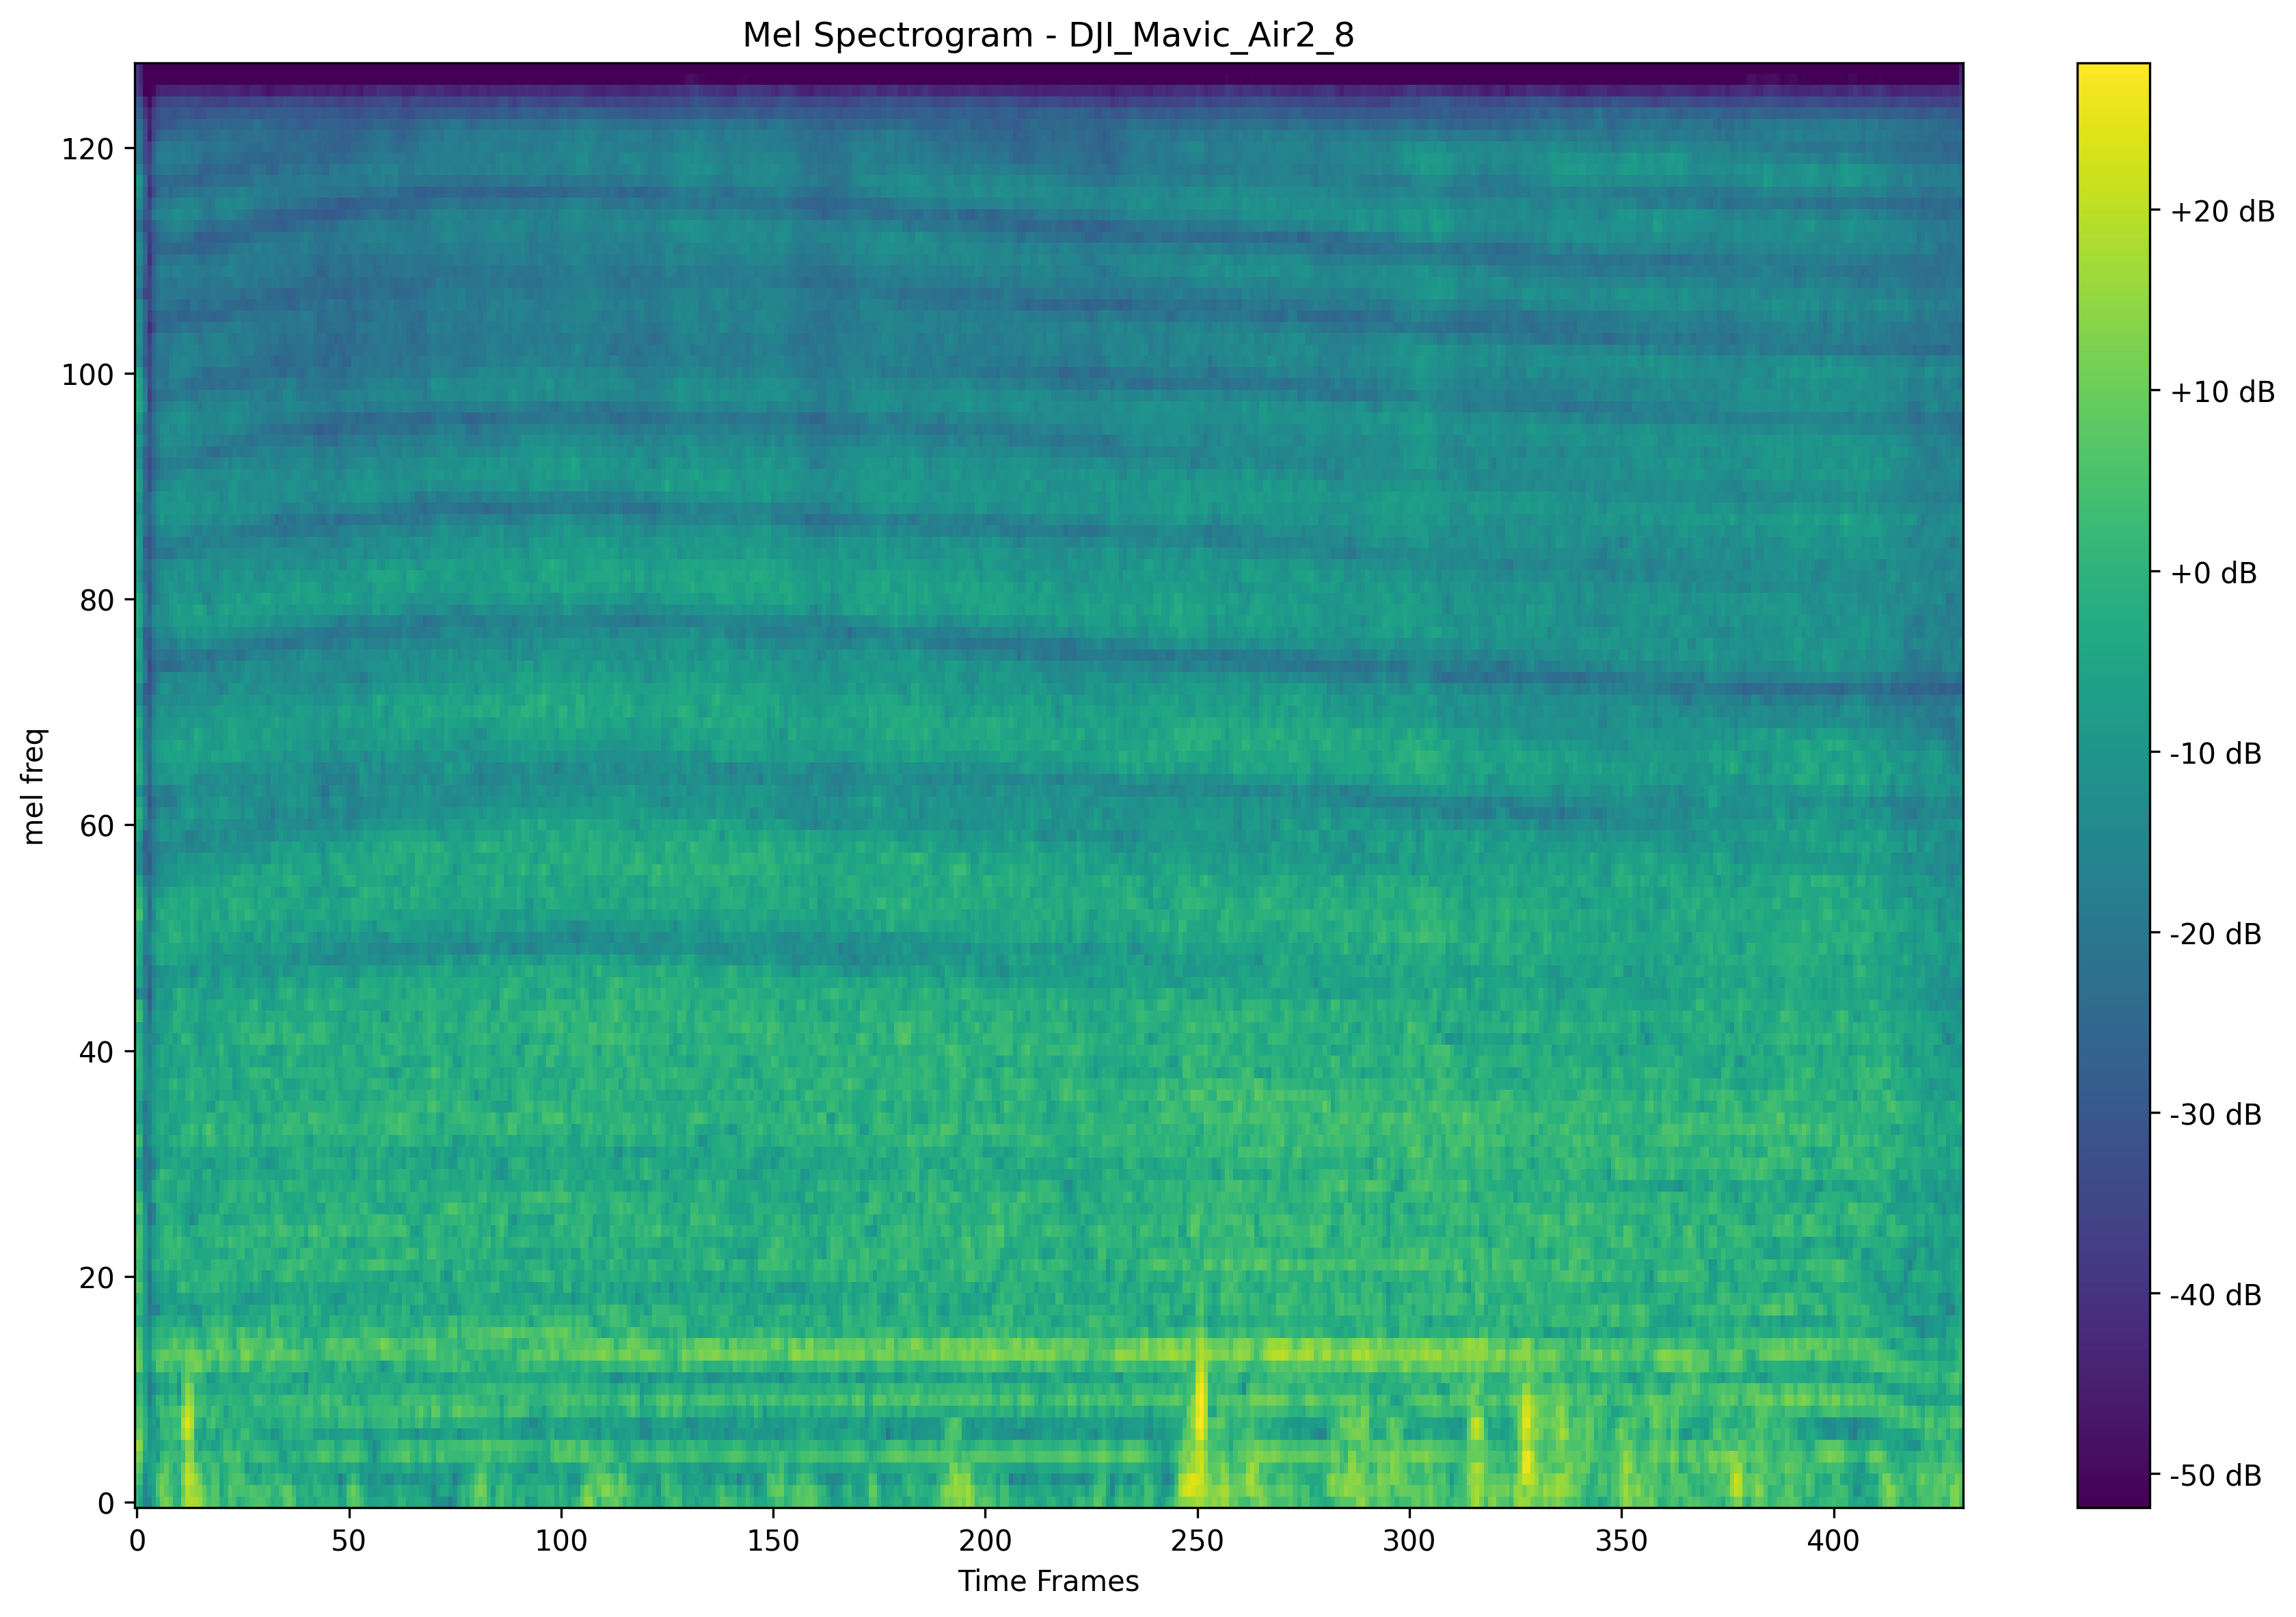 Mel Spectrogram - DJI_Mavic_Air2_8
mel freq
120
100
80
60
40
20
0
0 50 100 150 200 250 300 350 400
Time Frames
+20 dB
+10 dB
+0 dB
-10 dB
-20 dB
-30 dB
-40 dB
-50 dB